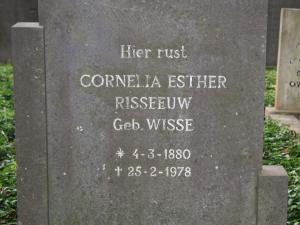 Hier rust
CORNELIA ESTHER
RISSEEUW
Geb. WISSE
* 4-3-1880
† 25-2-1978